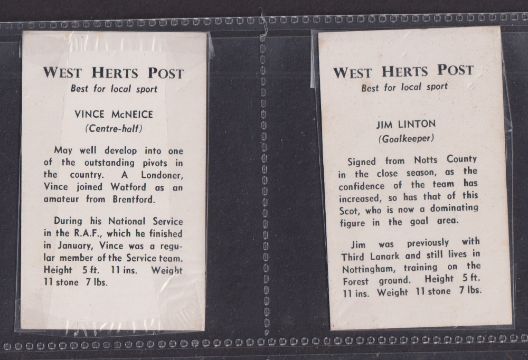 WEST HERTS POST
Best for local sport
VINCE McNEICE
(Centre-half)
May well develop into one
of the outstanding pivots in
the country. A Londoner,
Vince joined Watford as an
amateur from Brentford.
During his National Service
in the R.A.F., which he finished
in January, Vince was a regu-
lar member of the Service team.
Height 5 ft. 11 ins. Weight
11 stone 7 lbs.
WEST HERTS POST
Best for local sport
JIM LINTON
(Goalkeeper)
Signed from Notts County
in the close season, as the
confidence of the team has
increased, so has that of this
Scot, who is now a dominating
figure in the goal area.
Jim was previously with
Third Lanark and still lives in
Nottingham, training on the
Forest ground. Height 5 ft.
11 ins. Weight 11 stone 7 lbs.